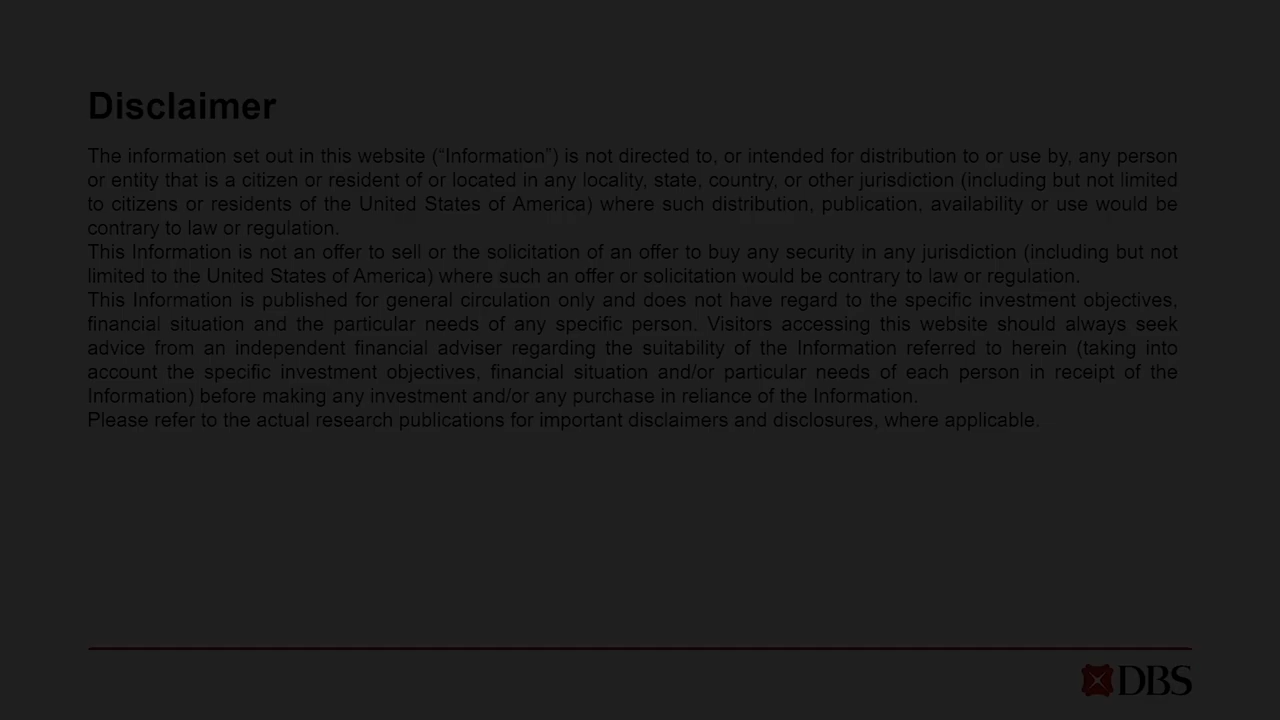 Disclaimer
The information set out in this website (“Information”) is not directed to, or intended for distribution to or use by, any person
or entity that is a citizen or resident of or located in any locality, state, country, or other jurisdiction (including but not limited
to citizens or residents of the United States of America) where such distribution, publication. availability or use would be
contrary to law or regulation.
This Information is not an offer to sell or the solicitation of an offer to buy any security in any jurisdiction (including but not
limited to the United States of America) where such an offer or solicitation would be contrary to law or regulation.
This Information is published for general circulation only and does not have regard to the specific investment objectives,
financial situation and the particular needs of any specific person. Visitors accessing this website should always seek
advice from an independent financial adviser regarding the suitability of the Information referred to herein (taking into
account the specific investment objectives, financial situation and/or particular needs of each person in receipt of the
Information) before making any investment and/or any purchase in reliance of the Information.
Please refer to the actual research publications for important disclaimers and disclosures, where applicable.
DBS